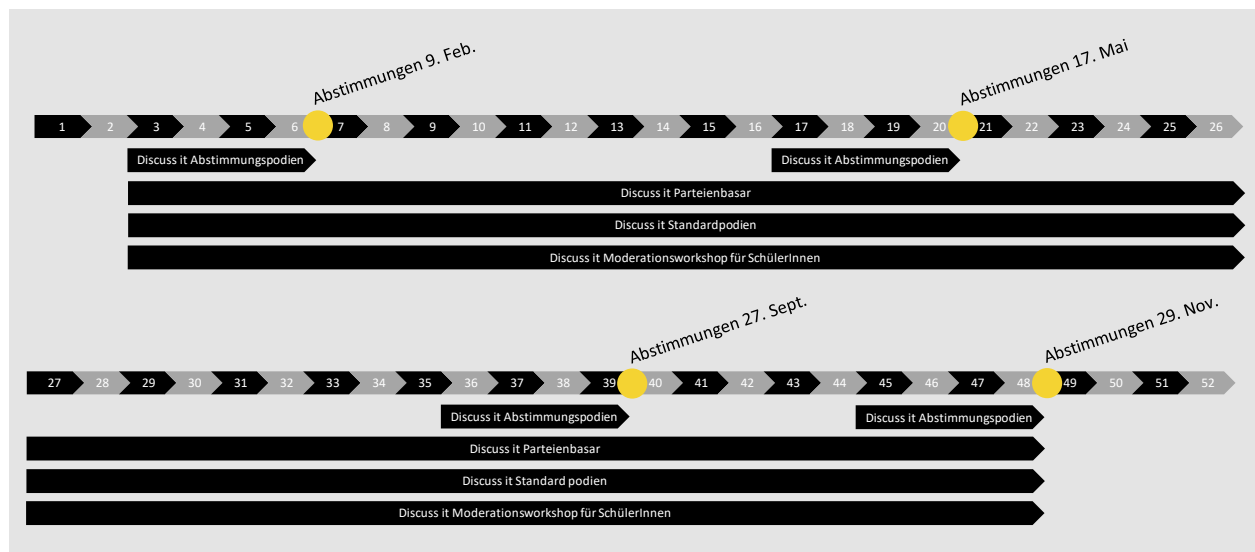 Abstimmungen 9. Feb.
Abstimmungen 17. Mai
1 2 3 4 5 6 7 8 9 10 11 12 13 14 15 16 17 18 19 20 21 22 23 24 25 26
Discuss it Abstimmungspodien
Discuss it Abstimmungspodien
Discuss it Parteienbasar
Discuss it Standardpodien
Discuss it Moderationsworkshop für SchülerInnen
Abstimmungen 27. Sept.
Abstimmungen 29. Nov.
27 28 29 30 31 32 33 34 35 36 37 38 39 40 41 42 43 44 45 46 47 48 49 50 51 52
Discuss it Abstimmungspodien
Discuss it Abstimmungspodien
Discuss it Parteienbasar
Discuss it Standard podien
Discuss it Moderationsworkshop für SchülerInnen